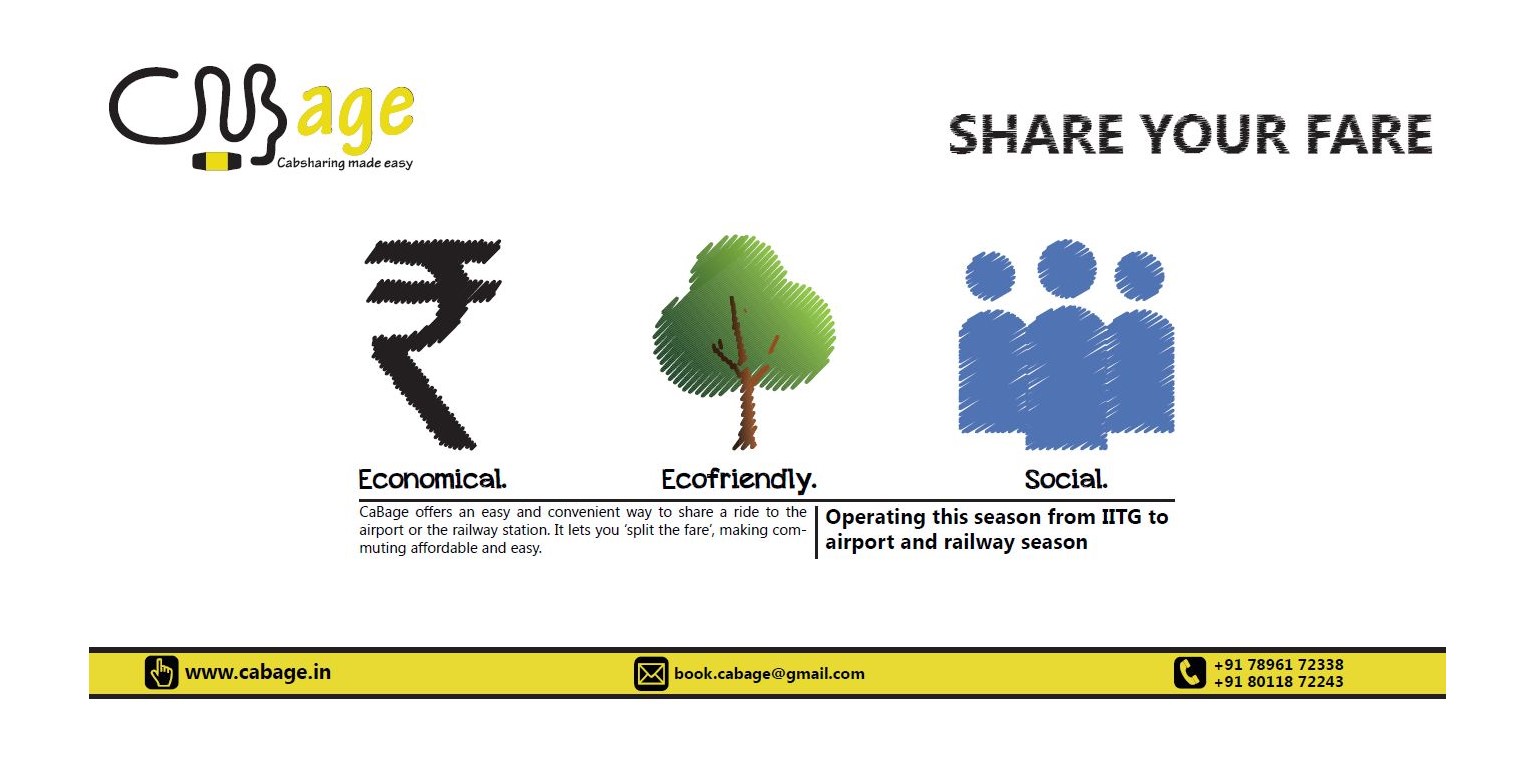 CaBage
Cabsharing made easy
SHARE YOUR FARE
₹
Economical.
Ecofriendly.
Social.
CaBage offers an easy and convenient way to share a ride to the
airport or the railway station. It lets you ‘split the fare’, making com-
muting affordable and easy.
Operating this season from IITG to
airport and railway season
www.cabage.in
book.cabage@gmail.com
+91 78961 72338
+91 80118 72243